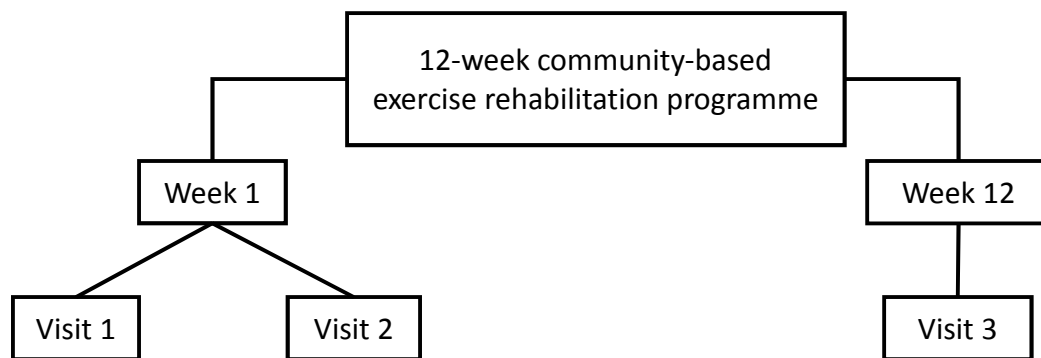 12-week community-based
exercise rehabilitation programme
Week 1
Week 12
Visit 1
Visit 2
Visit 3